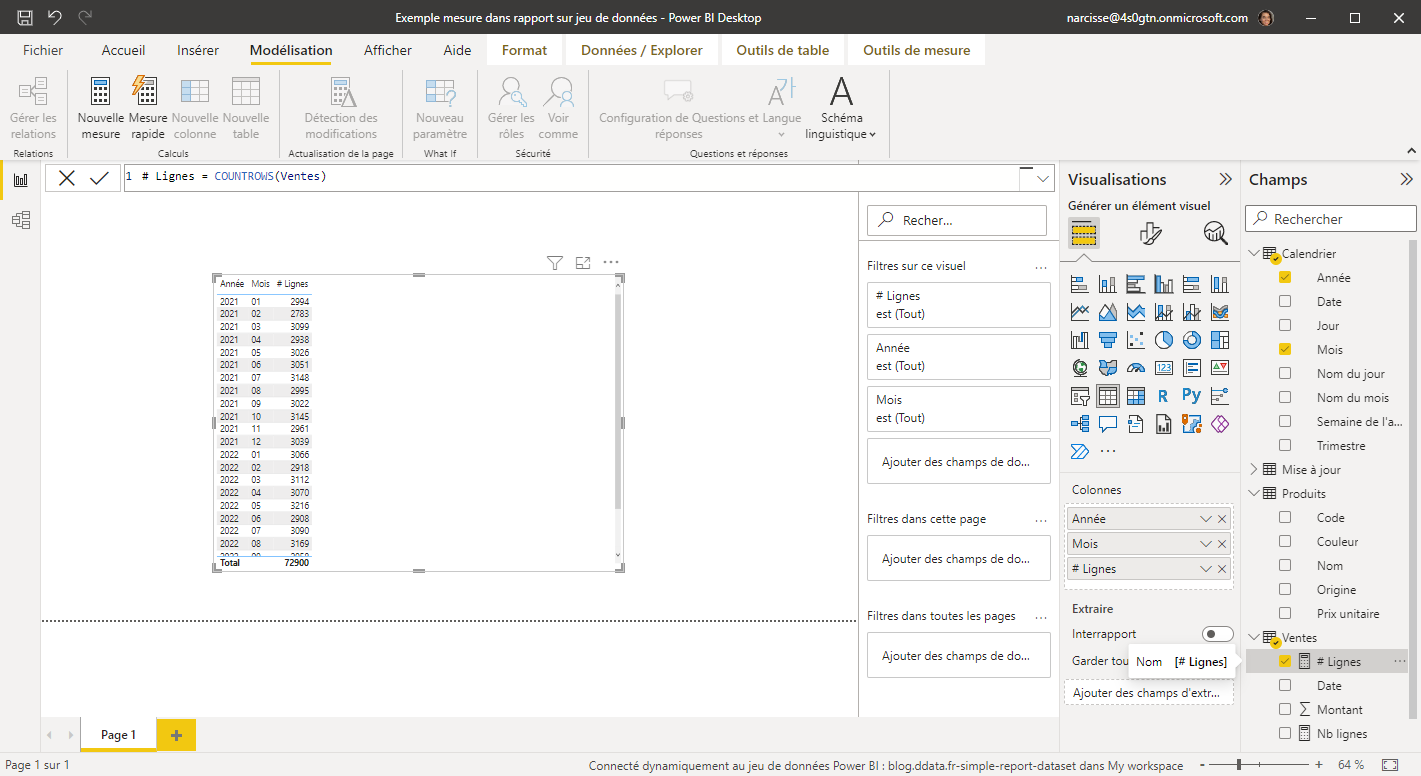 Exemple mesure dans rapport sur jeu de données - Power BI Desktop
narcisse@4s0gtn.onmicrosoft.com
Fichier Accueil Insérer Modélisation Afficher Aide Format Données / Explorer Outils de table Outils de mesure
Gérer les relations
Relations
Nouvelle mesure
Mesure rapide
Nouvelle colonne
Nouvelle table
Calculs
Détection des modifications
Actualisation de la page
Nouveau paramètre
What If
Gérer les rôles
Voir comme
Sécurité
Configuration de Questions et réponses
Langue
Schéma linguistique
Questions et réponses
1 # Lignes = COUNTROWS(Ventes)
Année Mois # Lignes
2021 01 2994
2021 02 2783
2021 03 3099
2021 04 2938
2021 05 3026
2021 06 3051
2021 07 3148
2021 08 2995
2021 09 3022
2021 10 3145
2021 11 2961
2021 12 3039
2022 01 3066
2022 02 2918
2022 03 3112
2022 04 3070
2022 05 3216
2022 06 2908
2022 07 3090
2022 08 3169
Total 72900
Recher...
Filtres sur ce visuel ...
# Lignes
est (Tout)
Année
est (Tout)
Mois
est (Tout)
Ajouter des champs de do...
Filtres dans cette page ...
Ajouter des champs de do...
Filtres dans toutes les pages ...
Ajouter des champs de do...
Visualisations
Générer un élément visuel
123
R Py
...
Colonnes
Année
Mois
# Lignes
Extraire
Interrapport
Garder tou
Nom [# Lignes]
Ajouter des champs d'extr...
Champs
Rechercher
Calendrier
Année
Date
Jour
Mois
Nom du jour
Nom du mois
Semaine de l'a...
Trimestre
Mise à jour
Produits
Code
Couleur
Nom
Origine
Prix unitaire
Ventes
# Lignes ...
Date
Montant
Nb lignes
Page 1 +
Page 1 sur 1
Connecté dynamiquement au jeu de données Power BI : blog.ddata.fr-simple-report-dataset dans My workspace
- + 64 %